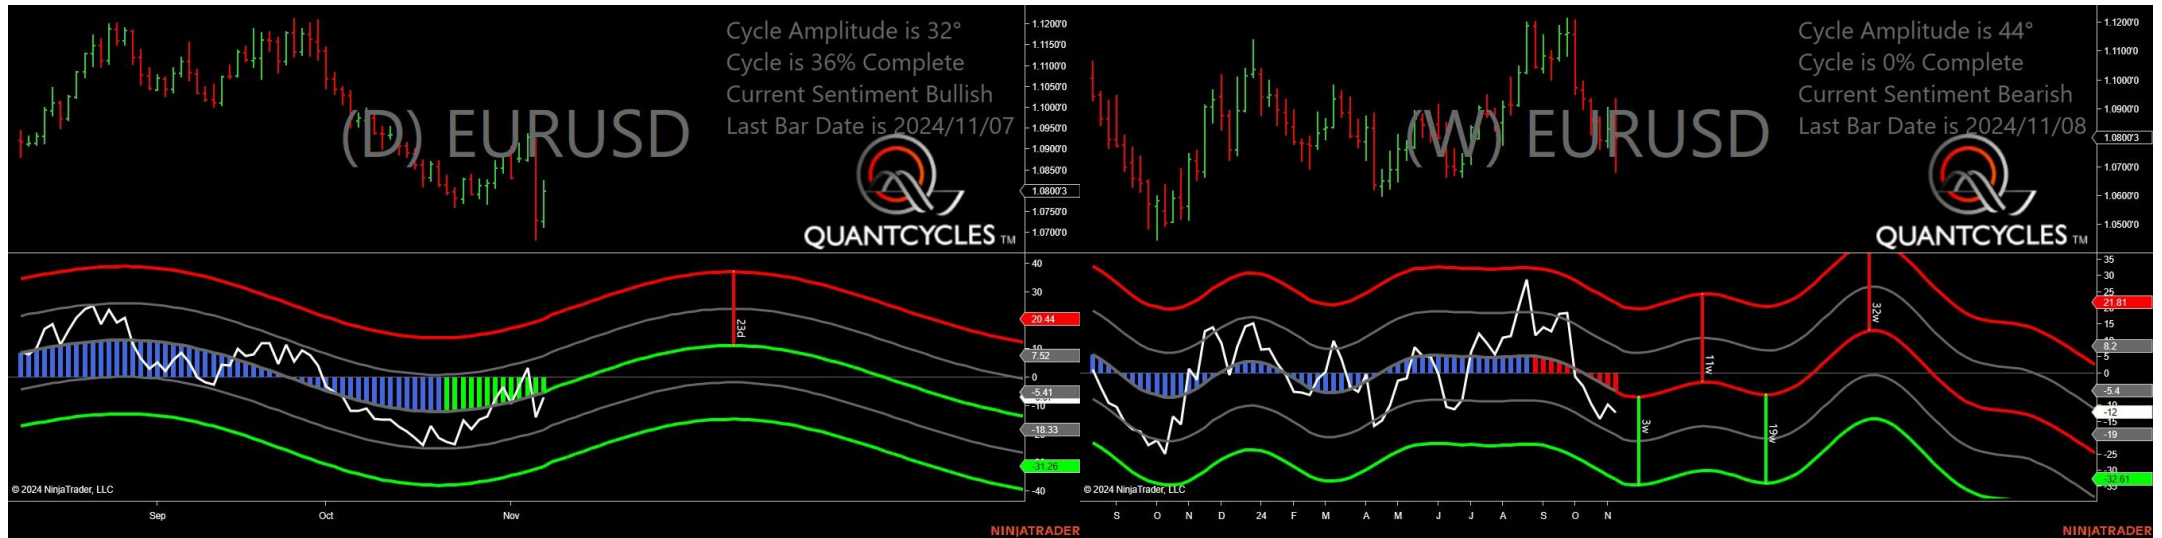 Cycle Amplitude is 32°
Cycle is 36% Complete
Current Sentiment Bullish
Last Bar Date is 2024/11/07
(D) EURUSD
QUANTCYCLES TM
1.1200'0
1.1150'0
1.1100'0
1.1050'0
1.1000'0
1.0950'0
1.0900'0
1.0850'0
1.0800'3
1.0750'0
1.0700'0
40
30
20.44
10
7.52
0
-5.41
-10
-18.33
-31.26
-40
23d
© 2024 NinjaTrader, LLC
Sep Oct Nov
NINJATRADER
Cycle Amplitude is 44°
Cycle is 0% Complete
Current Sentiment Bearish
Last Bar Date is 2024/11/08
(W) EURUSD
QUANTCYCLES TM
1.1200'0
1.1100'0
1.1000'0
1.0900'0
1.0800'3
1.0700'0
1.0600'0
1.0500'0
35
30
25
21.81
15
8.2
5
0
-5.4
-12
-15
-19
-25
-30
-32.61
11w
32w
3w
19w
© 2024 NinjaTrader, LLC
S O N D 24 F M A M J J A S O N
NINJATRADER